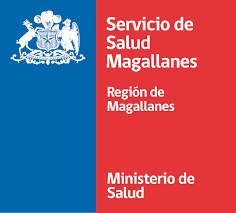 Servicio de
Salud
Magallanes
Región de
Magallanes
Ministerio de
Salud